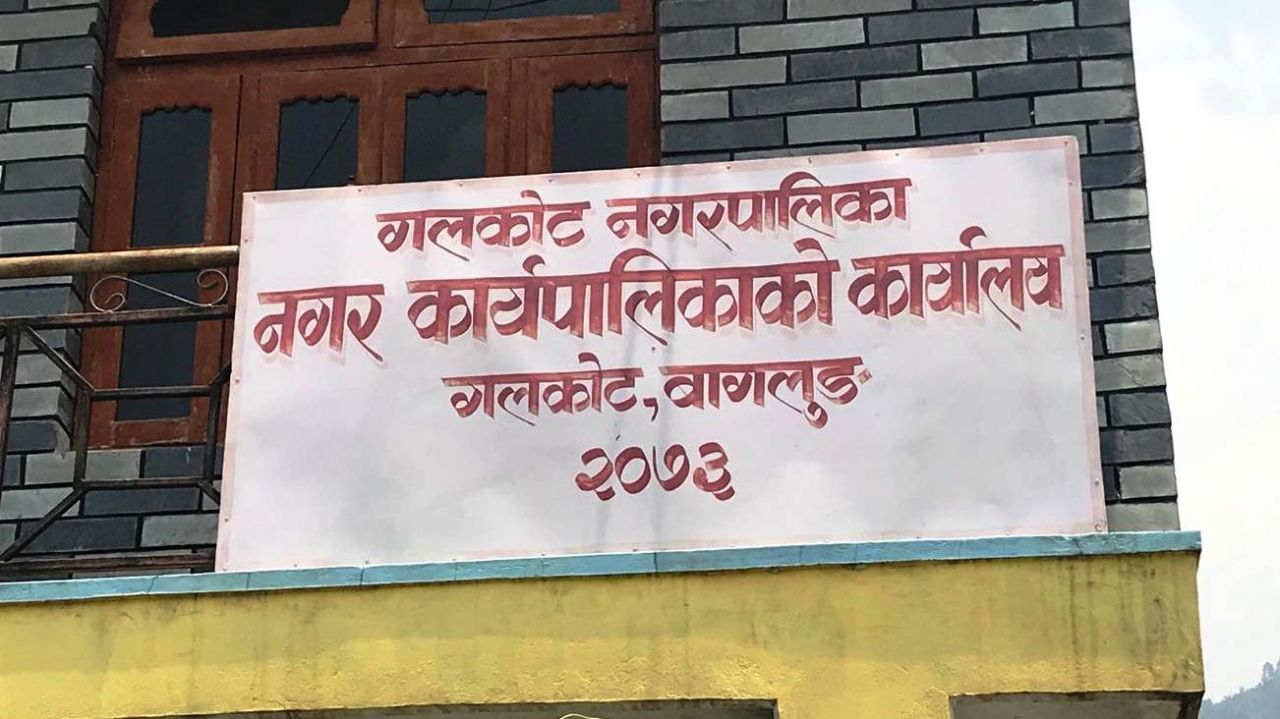 गलकोट नगरपालिका
नगर कार्यपालिकाको कार्यालय
गलकोट, वागलुङ
२०७३